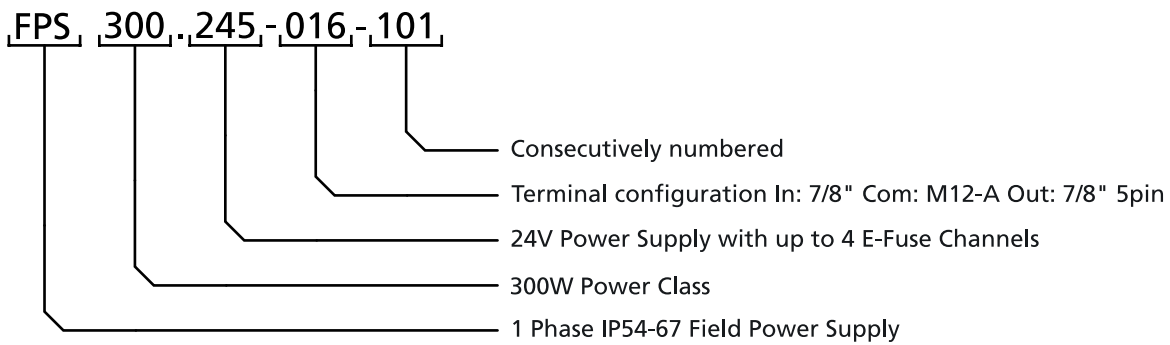 FPS 300.245-016-101
Consecutively numbered
Terminal configuration In: 7/8" Com: M12-A Out: 7/8" 5pin
24V Power Supply with up to 4 E-Fuse Channels
300W Power Class
1 Phase IP54-67 Field Power Supply